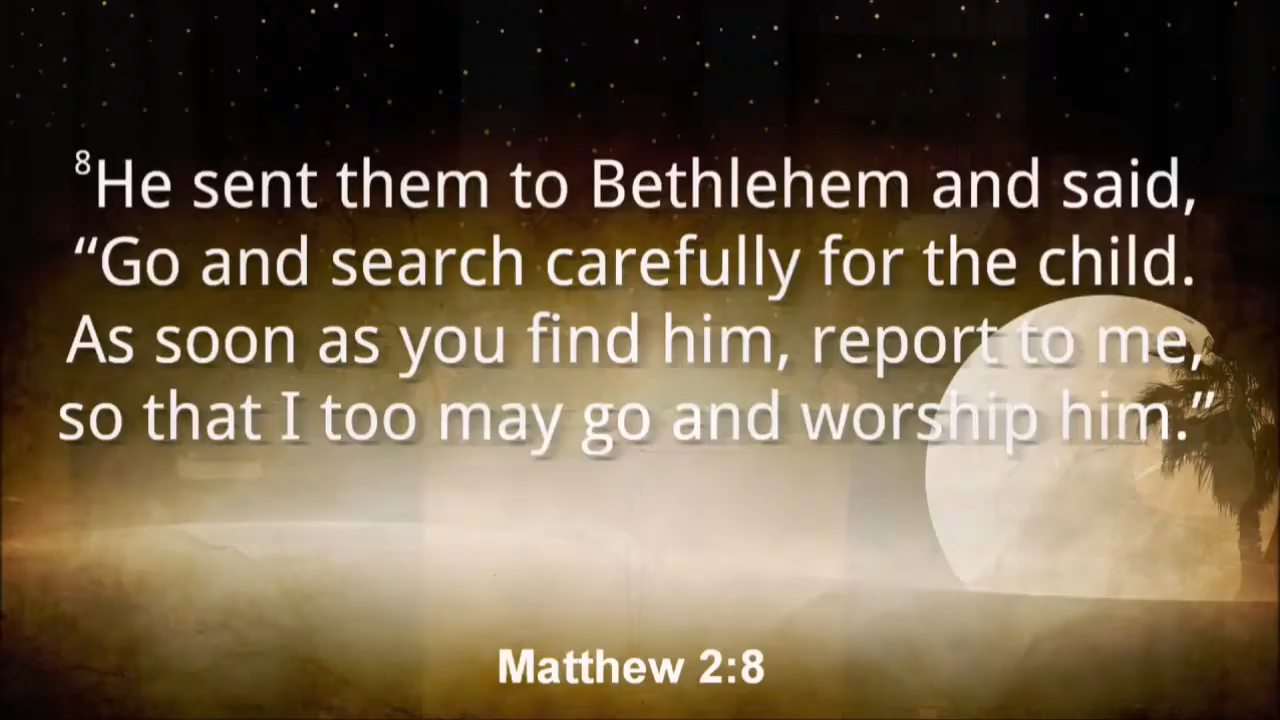 ⁸He sent them to Bethlehem and said,
“Go and search carefully for the child.
As soon as you find him, report to me,
so that I too may go and worship him.”
Matthew 2:8